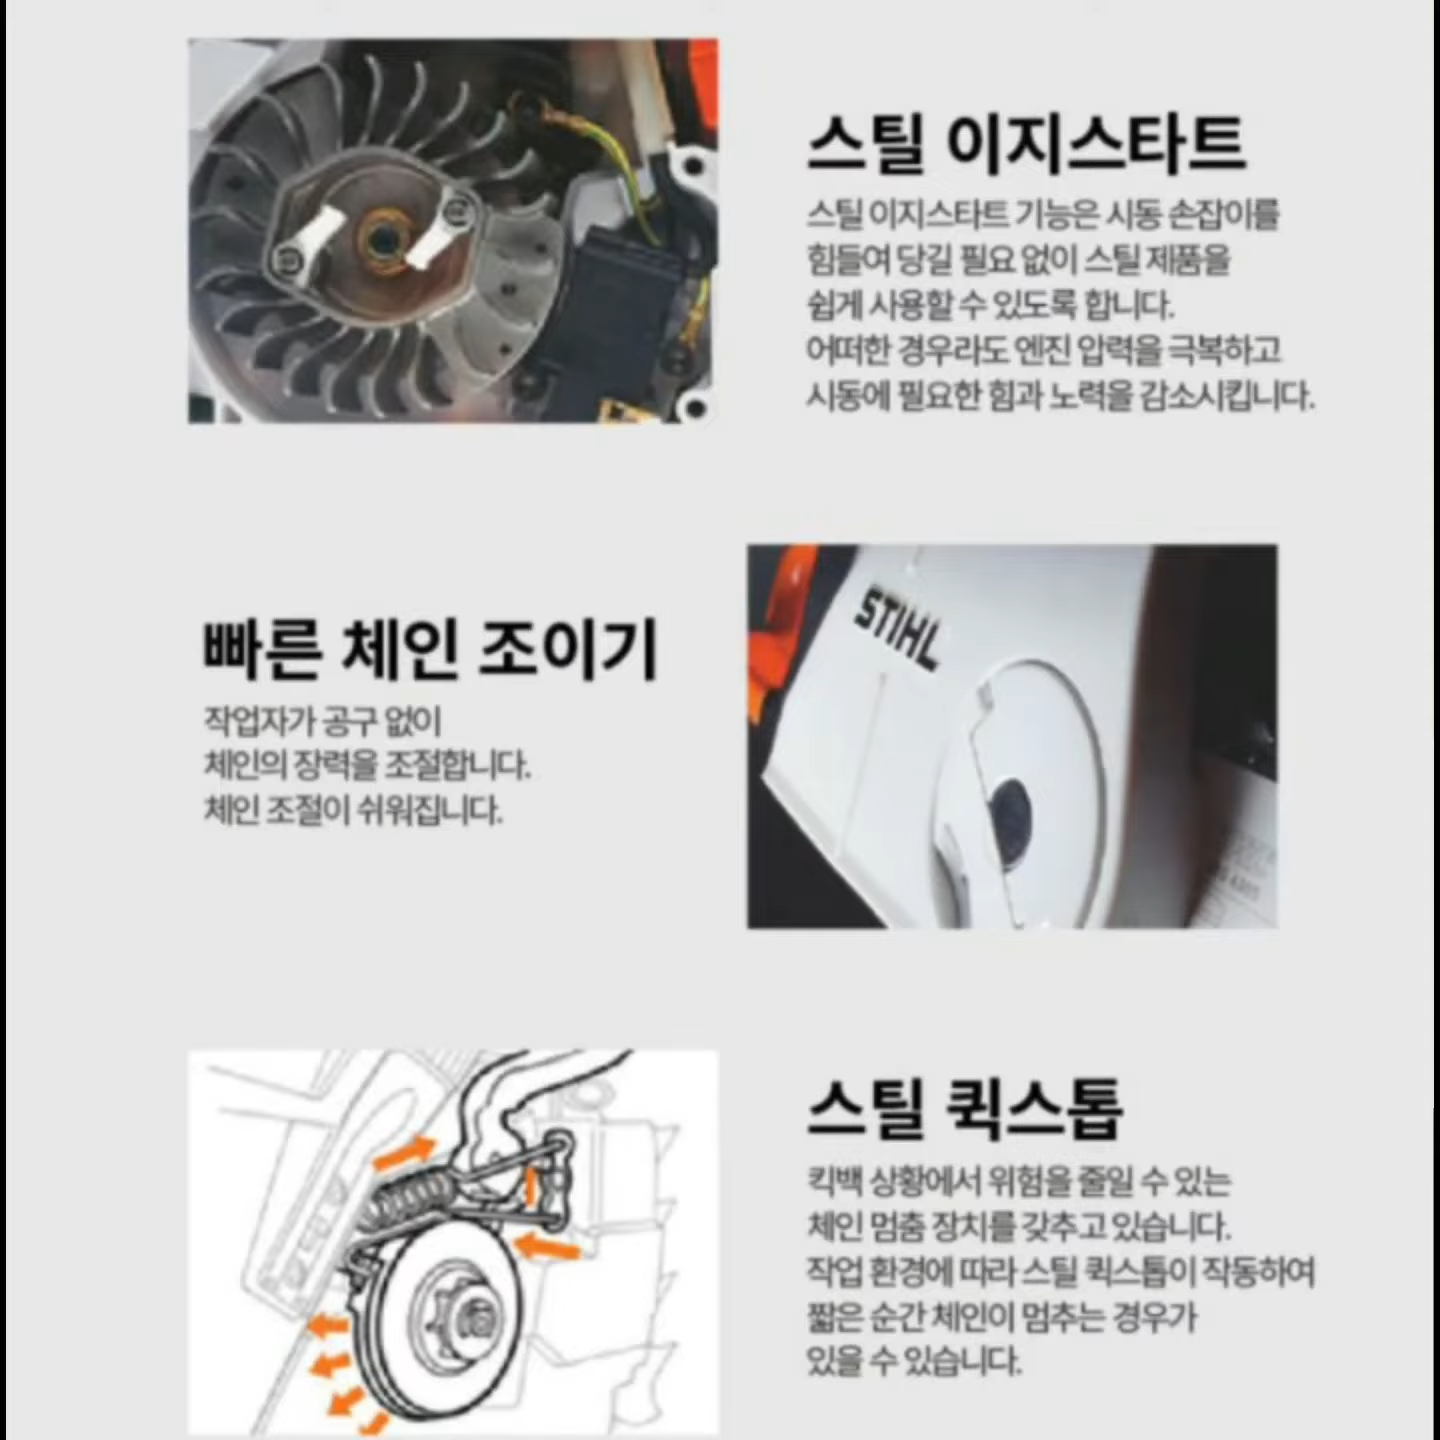 스틸 이지스타트
스틸 이지스타트 기능은 시동 손잡이를
힘들여 당길 필요 없이 스틸 제품을
쉽게 사용할 수 있도록 합니다.
어떠한 경우라도 엔진 압력을 극복하고
시동에 필요한 힘과 노력을 감소시킵니다.
빠른 체인 조이기
작업자가 공구 없이
체인의 장력을 조절합니다.
체인 조절이 쉬워집니다.
STIHL
스틸 퀵스톱
킥백 상황에서 위험을 줄일 수 있는
체인 멈춤 장치를 갖추고 있습니다.
작업 환경에 따라 스틸 퀵스톱이 작동하여
짧은 순간 체인이 멈추는 경우가
있을 수 있습니다.